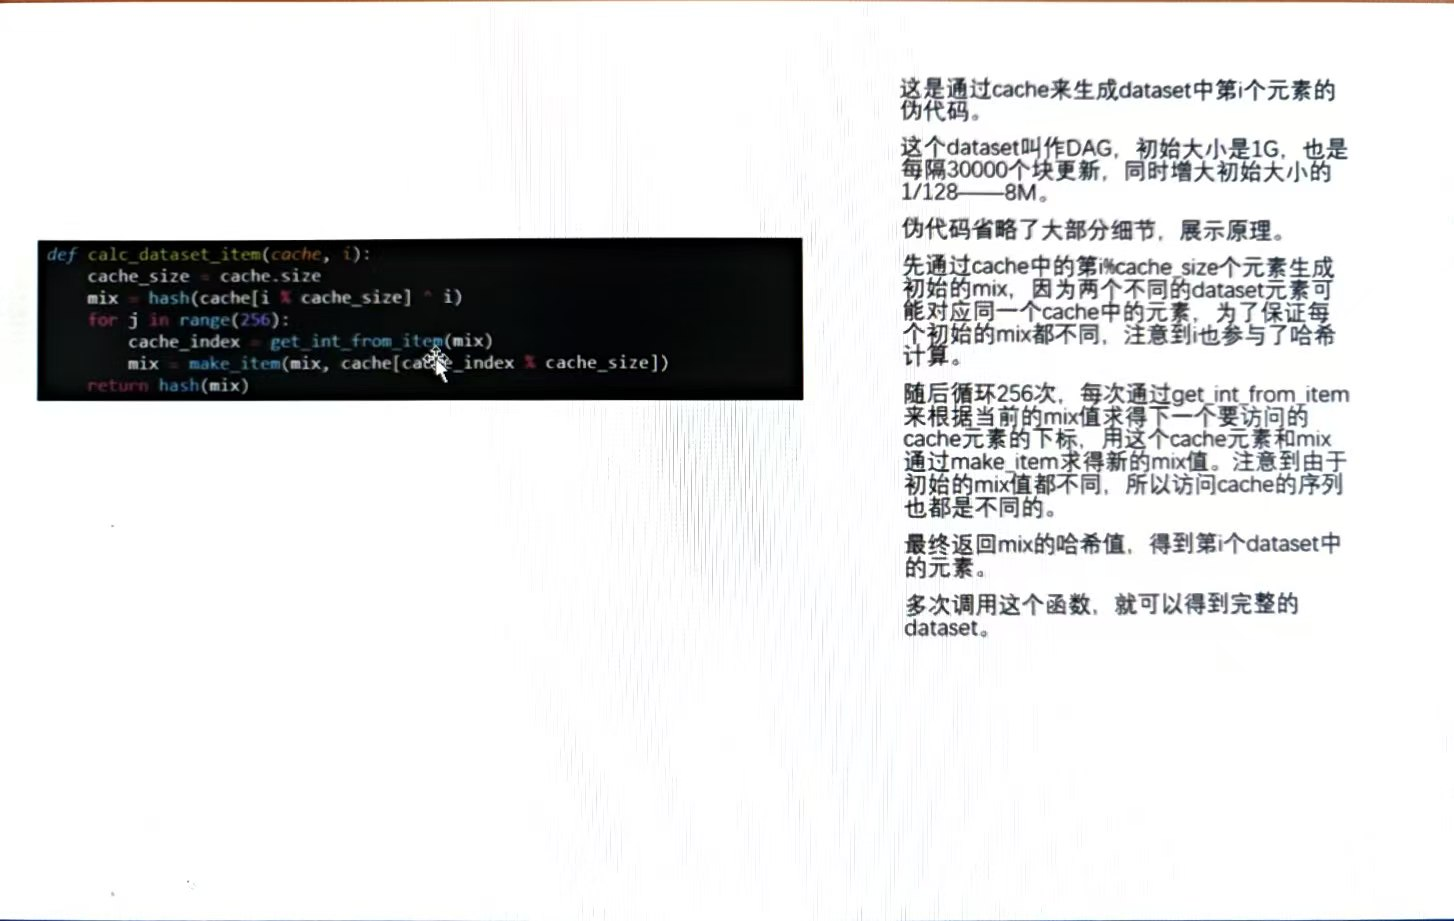 def calc_dataset_item(cache, i):
cache_size = cache.size
mix = hash(cache[i % cache_size] ^ i)
for j in range(256):
cache_index = get_int_from_item(mix)
mix = make_item(mix, cache[cache_index % cache_size])
return hash(mix)
这是通过cache来生成dataset中第i个元素的
伪代码。
这个dataset叫作DAG，初始大小是1G，也是
每隔30000个块更新，同时增大初始大小的
1/128——8M。
伪代码省略了大部分细节，展示原理。
先通过cache中的第i%cache_size个元素生成
初始的mix，因为两个不同的dataset元素可
能对应同一个cache中的元素，为了保证每
个初始的mix都不同，注意到i也参与了哈希
计算。
随后循环256次，每次通过get_int_from_item
来根据当前的mix值求得下一个要访问的
cache元素的下标，用这个cache元素和mix
通过make_item求得新的mix值。注意到由于
初始的mix值都不同，所以访问cache的序列
也都是不同的。
最终返回mix的哈希值，得到第i个dataset中
的元素。
多次调用这个函数，就可以得到完整的
dataset。